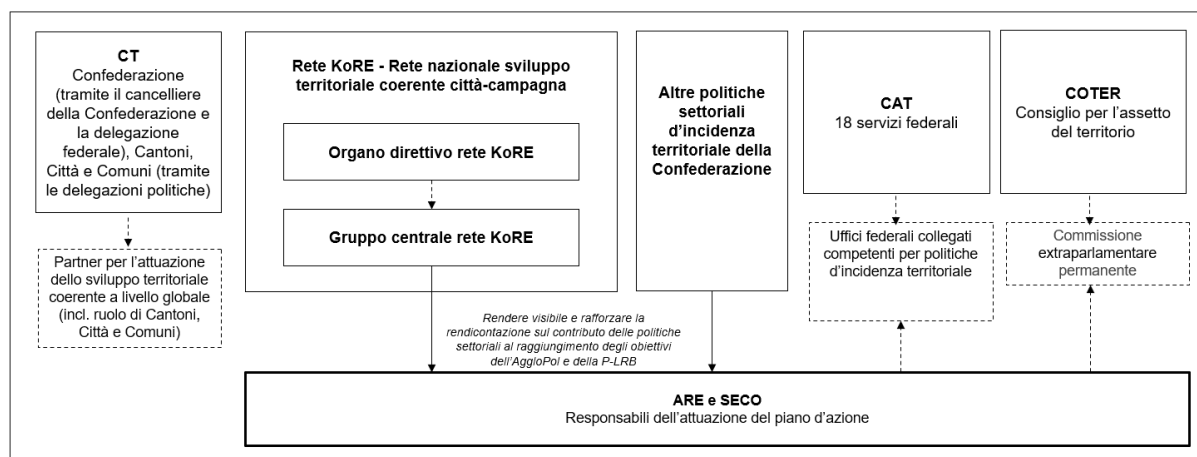 CT
Confederazione
(tramite il cancelliere
della Confederazione e
la delegazione
federale), Cantoni,
Città e Comuni (tramite
le delegazioni politiche)
Partner per l’attuazione
dello sviluppo territoriale
coerente a livello globale
(incl. ruolo di Cantoni,
Città e Comuni)
Rete KoRE - Rete nazionale sviluppo
territoriale coerente città-campagna
Organo direttivo rete KoRE
Gruppo centrale rete KoRE
Altre politiche
settoriali
d’incidenza
territoriale della
Confederazione
CAT
18 servizi federali
Uffici federali collegati
competenti per politiche
d’incidenza territoriale
COTER
Consiglio per l’assetto
del territorio
Commissione
extraparlamentare
permanente
Rendere visibile e rafforzare la
rendicontazione sul contributo delle politiche
settoriali al raggiungimento degli obiettivi
dell’AggloPol e della P-LRB
ARE e SECO
Responsabili dell’attuazione del piano d’azione